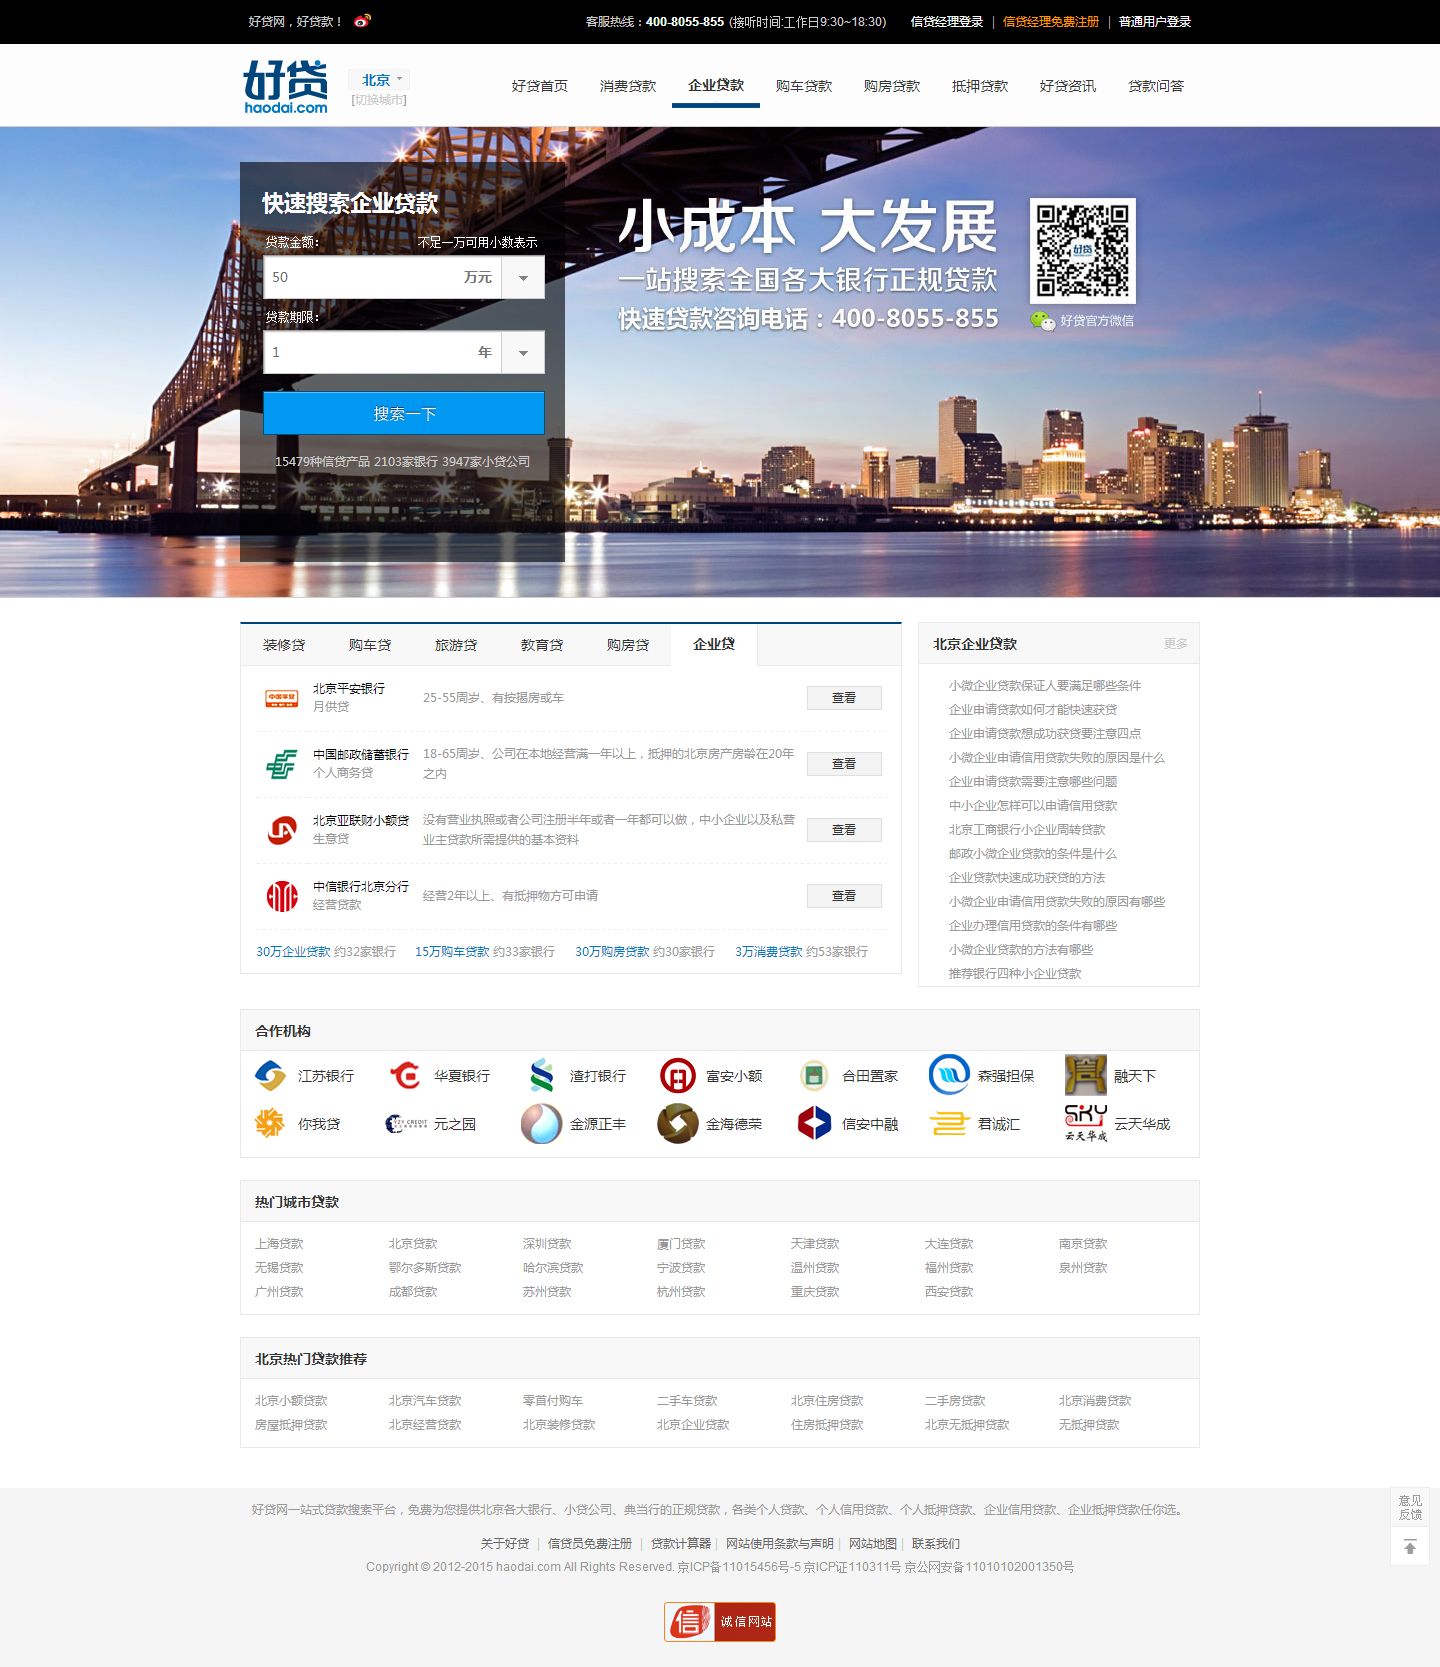 好贷网，好贷款！
客服热线：400-8055-855 (接听时间:工作日9:30~18:30) 信贷经理登录 | 信贷经理免费注册 | 普通用户登录
好贷
haodai.com
北京
[切换城市]
好贷首页 消费贷款 企业贷款 购车贷款 购房贷款 抵押贷款 好贷资讯 贷款问答
快速搜索企业贷款
贷款金额： 不足一万可用小数表示
50 万元
贷款期限：
1 年
搜索一下
15479种信贷产品 2103家银行 3947家小贷公司
小成本 大发展
一站搜索全国各大银行正规贷款
快速贷款咨询电话：400-8055-855
好贷
好贷官方微信
装修贷 购车贷 旅游贷 教育贷 购房贷 企业贷
中国平安
北京平安银行
月供贷
25-55周岁、有按揭房或车
查看
中国邮政储蓄银行
个人商务贷
18-65周岁、公司在本地经营满一年以上，抵押的北京房产房龄在20年
之内
查看
北京亚联财小额贷
生意贷
没有营业执照或者公司注册半年或者一年都可以做，中小企业以及私营
业主贷款所需提供的基本资料
查看
中信银行北京分行
经营贷款
经营2年以上、有抵押物方可申请
查看
30万企业贷款 约32家银行 15万购车贷款 约33家银行 30万购房贷款 约30家银行 3万消费贷款 约53家银行
北京企业贷款 更多
小微企业贷款保证人要满足哪些条件
企业申请贷款如何才能快速获贷
企业申请贷款想成功获贷要注意四点
小微企业申请信用贷款失败的原因是什么
企业申请贷款需要注意哪些问题
中小企业怎样可以申请信用贷款
北京工商银行小企业周转贷款
邮政小微企业贷款的条件是什么
企业贷款快速成功获贷的方法
小微企业申请信用贷款失败的原因有哪些
企业办理信用贷款的条件有哪些
小微企业贷款的方法有哪些
推荐银行四种小企业贷款
合作机构
江苏银行 华夏银行 渣打银行 富安小额 合田置家 森强担保 融天下
你我贷 YZY CREDIT 元之园 金源正丰 金海德荣 信安中融 君诚汇 SKY 云天华成 云天华成
热门城市贷款
上海贷款 北京贷款 深圳贷款 厦门贷款 天津贷款 大连贷款 南京贷款
无锡贷款 鄂尔多斯贷款 哈尔滨贷款 宁波贷款 温州贷款 福州贷款 泉州贷款
广州贷款 成都贷款 苏州贷款 杭州贷款 重庆贷款 西安贷款
北京热门贷款推荐
北京小额贷款 北京汽车贷款 零首付购车 二手车贷款 北京住房贷款 二手房贷款 北京消费贷款
房屋抵押贷款 北京经营贷款 北京装修贷款 北京企业贷款 住房抵押贷款 北京无抵押贷款 无抵押贷款
好贷网一站式贷款搜索平台，免费为您提供北京各大银行、小贷公司、典当行的正规贷款，各类个人贷款、个人信用贷款、个人抵押贷款、企业信用贷款、企业抵押贷款任你选。
关于好贷 | 信贷员免费注册 | 贷款计算器 | 网站使用条款与声明 | 网站地图 | 联系我们
Copyright © 2012-2015 haodai.com All Rights Reserved. 京ICP备11015456号-5 京ICP证110311号 京公网安备11010102001350号
信 诚信网站
意见
反馈